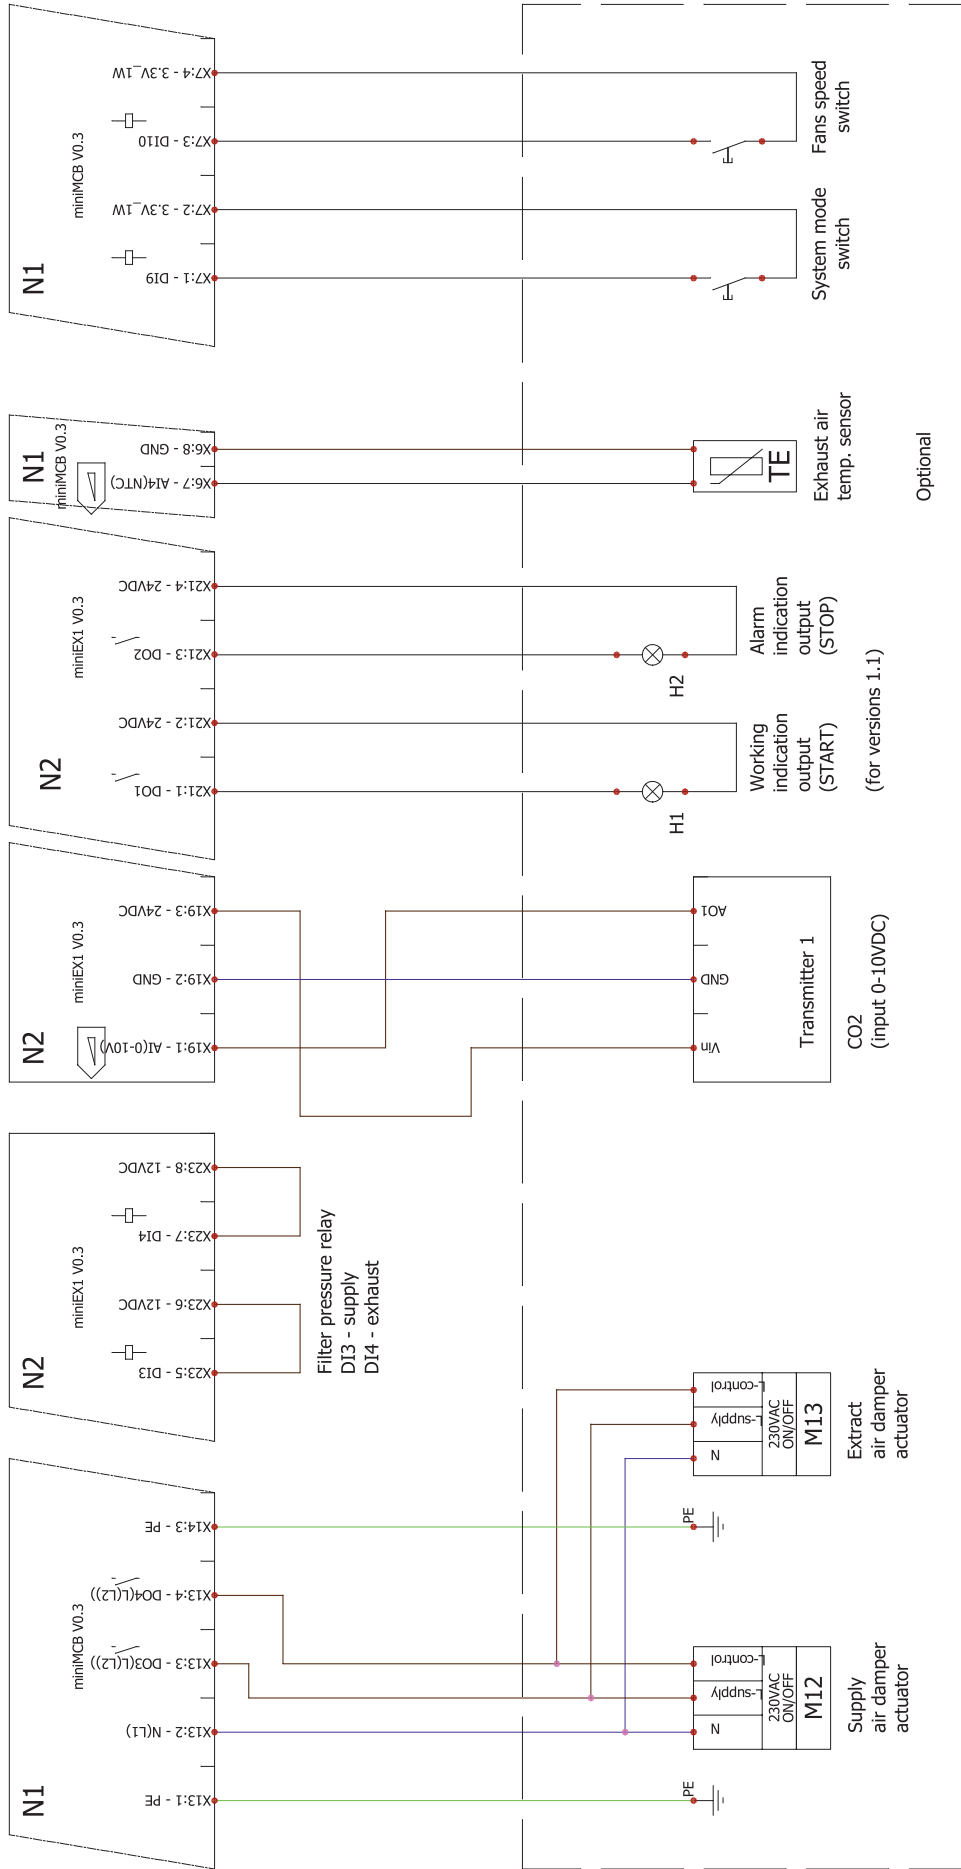 N1
miniMCB V0.3
X13:1 - PE
X13:2 - N(L1)
X13:3 - DO3(L(L2))
X13:4 - DO4(L(L2))
X14:3 - PE
PE
PE
N
L-supply
L-control
230VAC
ON/OFF
M12
Supply
air damper
actuator
N
L-supply
L-control
230VAC
ON/OFF
M13
Extract
air damper
actuator
N2
miniEX1 V0.3
X23:5 - DI3
X23:6 - 12VDC
X23:7 - DI4
X23:8 - 12VDC
Filter pressure relay
DI3 - supply
DI4 - exhaust
N2
miniEX1 V0.3
X19:1 - AI(0-10V)
X19:2 - GND
X19:3 - 24VDC
Vin
GND
AO1
Transmitter 1
CO2
(input 0-10VDC)
N2
miniEX1 V0.3
X21:1 - DO1
X21:2 - 24VDC
X21:3 - DO2
X21:4 - 24VDC
H1
H2
Working
indication
output
(START)
Alarm
indication
output
(STOP)
(for versions 1.1)
N1
miniMCB V0.3
X6:7 - AI4(NTC)
X6:8 - GND
TE
Exhaust air
temp. sensor
Optional
N1
miniMCB V0.3
X7:1 - DI9
X7:2 - 3.3V_1W
X7:3 - DI10
X7:4 - 3.3V_1W
System mode
switch
Fans speed
switch